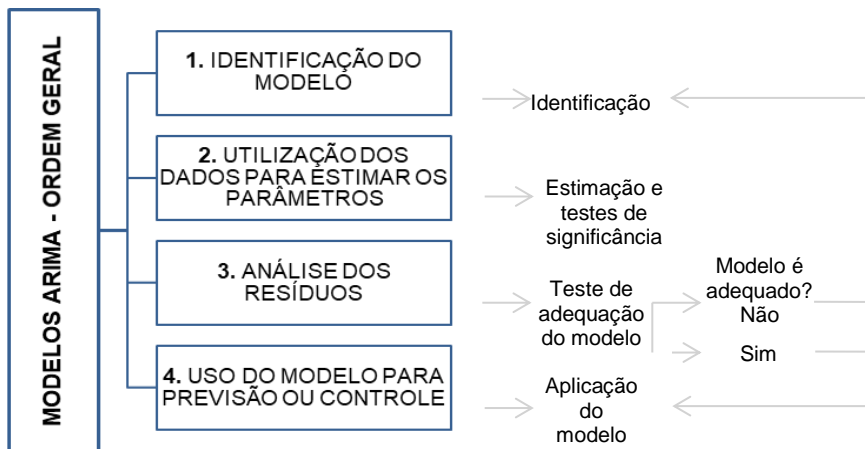 MODELOS ARIMA - ORDEM GERAL
1. IDENTIFICAÇÃO DO
MODELO
Identificação
2. UTILIZAÇÃO DOS
DADOS PARA ESTIMAR OS
PARÂMETROS
Estimação e
testes de
significância
3. ANÁLISE DOS
RESÍDUOS
Teste de
adequação
do modelo
Modelo é
adequado?
Não
Sim
4. USO DO MODELO PARA
PREVISÃO OU CONTROLE
Aplicação
do
modelo